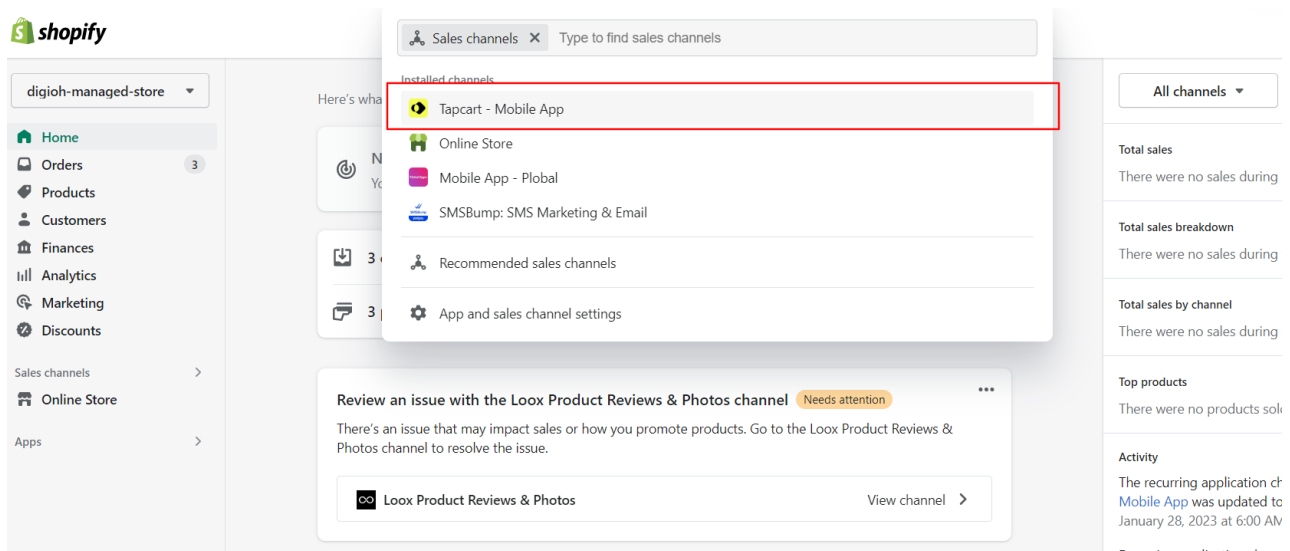 shopify
Sales channels
Type to find sales channels
Installed channels
digioh-managed-store
Here's wha
Tapcart - Mobile App
All channels
Home
Online Store
Total sales
Orders
3
N
There were no sales during
Products
Yo
Mobile App - Plobal
Customers
SMSBump: SMS Marketing & Email
Total sales breakdown
Finances
3
Recommended sales channels
There were no sales during
Analytics
Marketing
3
App and sales channel settings
Total sales by channel
Discounts
There were no sales during
Sales channels
Top products
Online Store
Review an issue with the Loox Product Reviews & Photos channel
Needs attention
There were no products sol
There's an issue that may impact sales or how you promote products. Go to the Loox Product Reviews &
Photos channel to resolve the issue.
Apps
Activity
The recurring application ch
Loox Product Reviews & Photos
View channel
Mobile App was updated to
January 28, 2023 at 6:00 AM